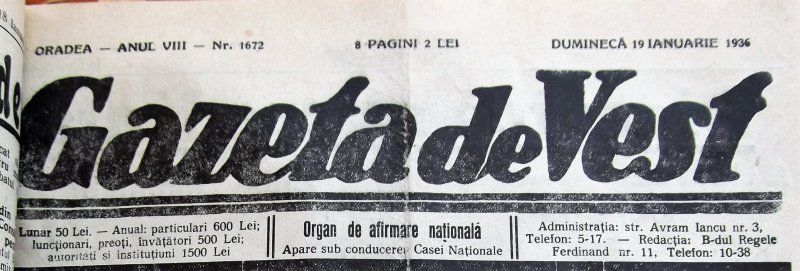 ORADEA — ANUL VIII — Nr. 1672
8 PAGINI 2 LEI
DUMINECĂ 19 IANUARIE 1936
Gazeta de Vest
Lunar 50 Lei. — Anual: particulari 600 Lei;
funcționari, preoți, învățători 500 Lei;
autorități si instituțiuni 1500 Lei
Organ de afirmare națională
Apare sub conducerea Casei Naționale
Administrația: str. Avram Iancu nr. 3,
Telefon: 5-17. — Redacția: B-dul Regele
Ferdinand nr. 11, Telefon: 10-38